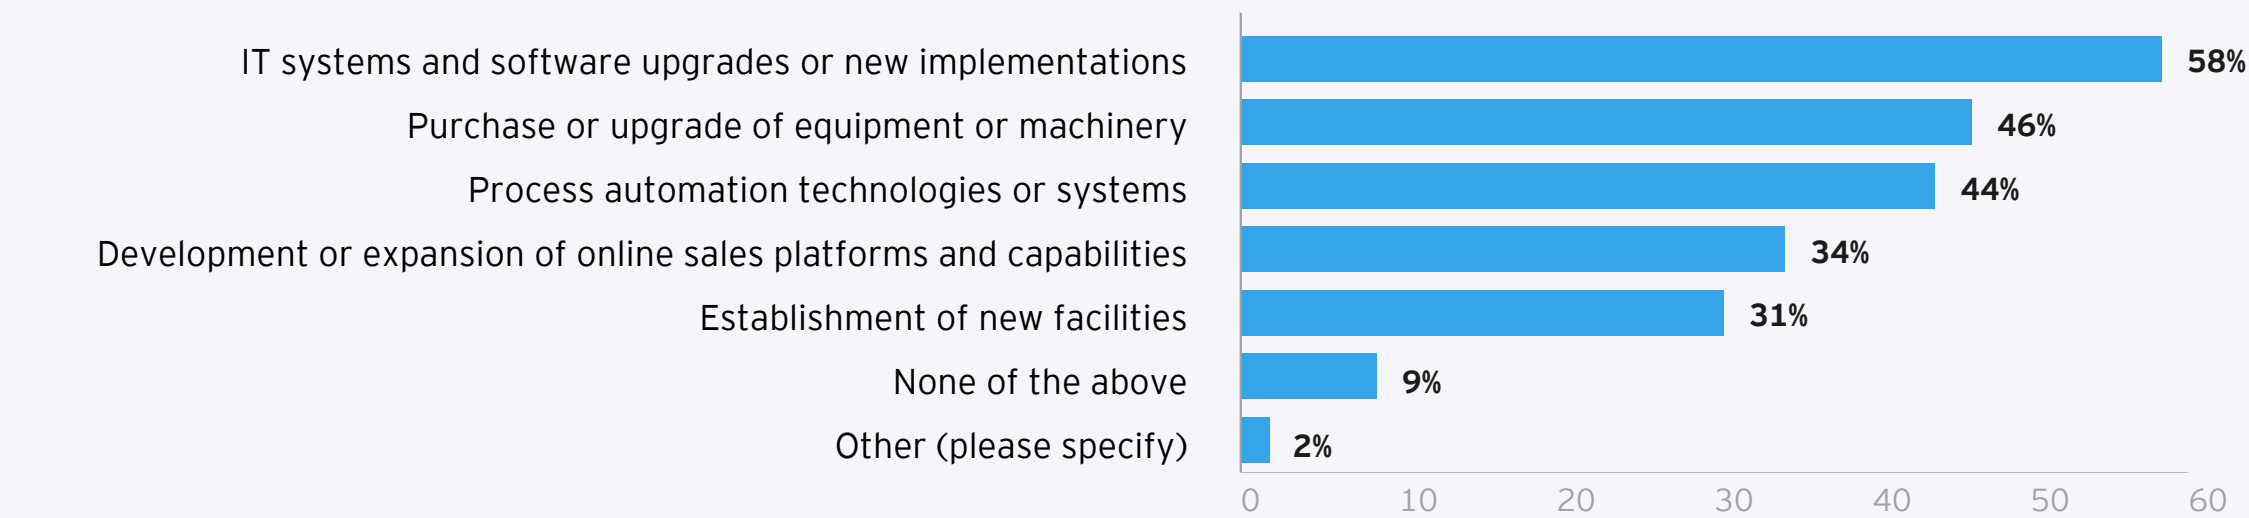 IT systems and software upgrades or new implementations 58%
Purchase or upgrade of equipment or machinery 46%
Process automation technologies or systems 44%
Development or expansion of online sales platforms and capabilities 34%
Establishment of new facilities 31%
None of the above 9%
Other (please specify) 2%
0 10 20 30 40 50 60